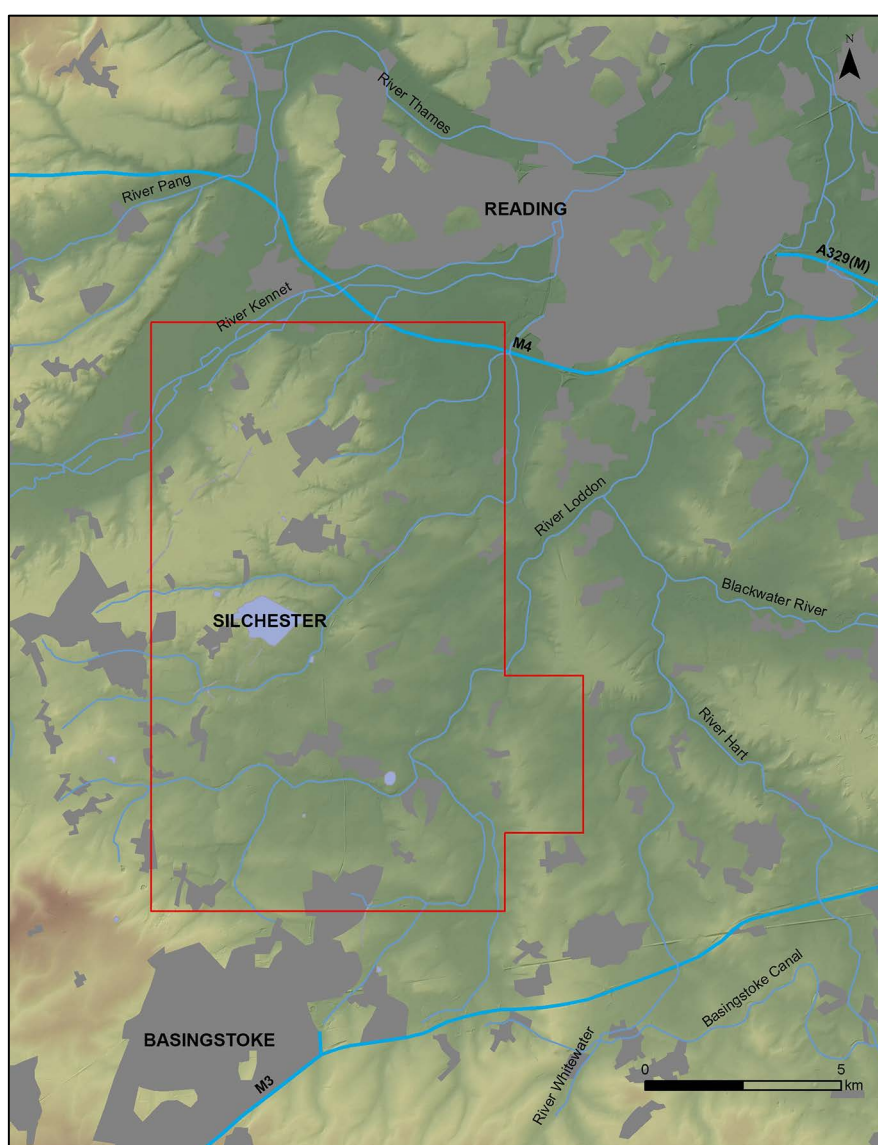 N
River Thames
River Pang
READING
A329(M)
River Kennet
M4
River Loddon
Blackwater River
SILCHESTER
River Hart
Basingstoke Canal
BASINGSTOKE
River Whitewater
M3
0 5
km